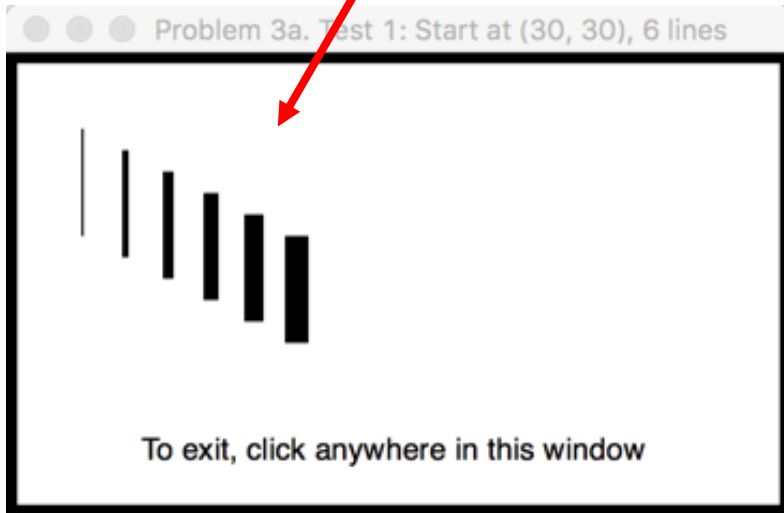 Problem 3a. Test 1: Start at (30, 30), 6 lines
To exit, click anywhere in this window